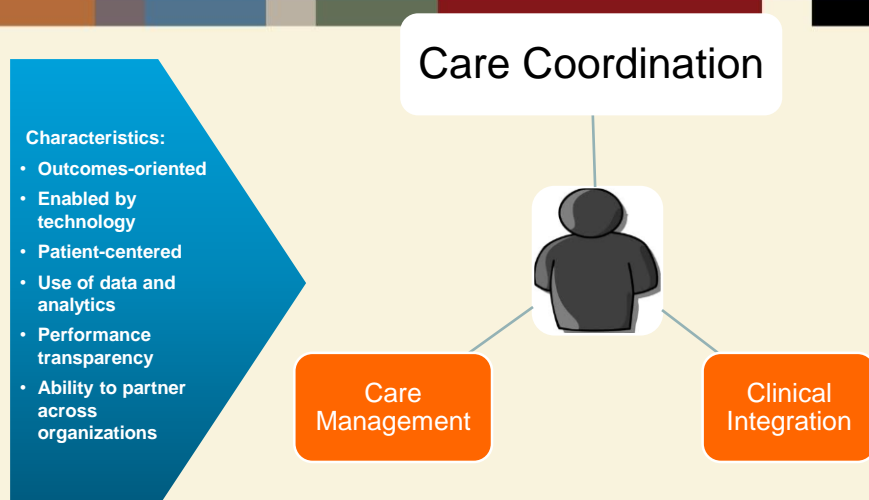 Care Coordination
Characteristics:
• Outcomes-oriented
• Enabled by
technology
• Patient-centered
• Use of data and
analytics
• Performance
transparency
• Ability to partner
across
organizations
Care
Management
Clinical
Integration